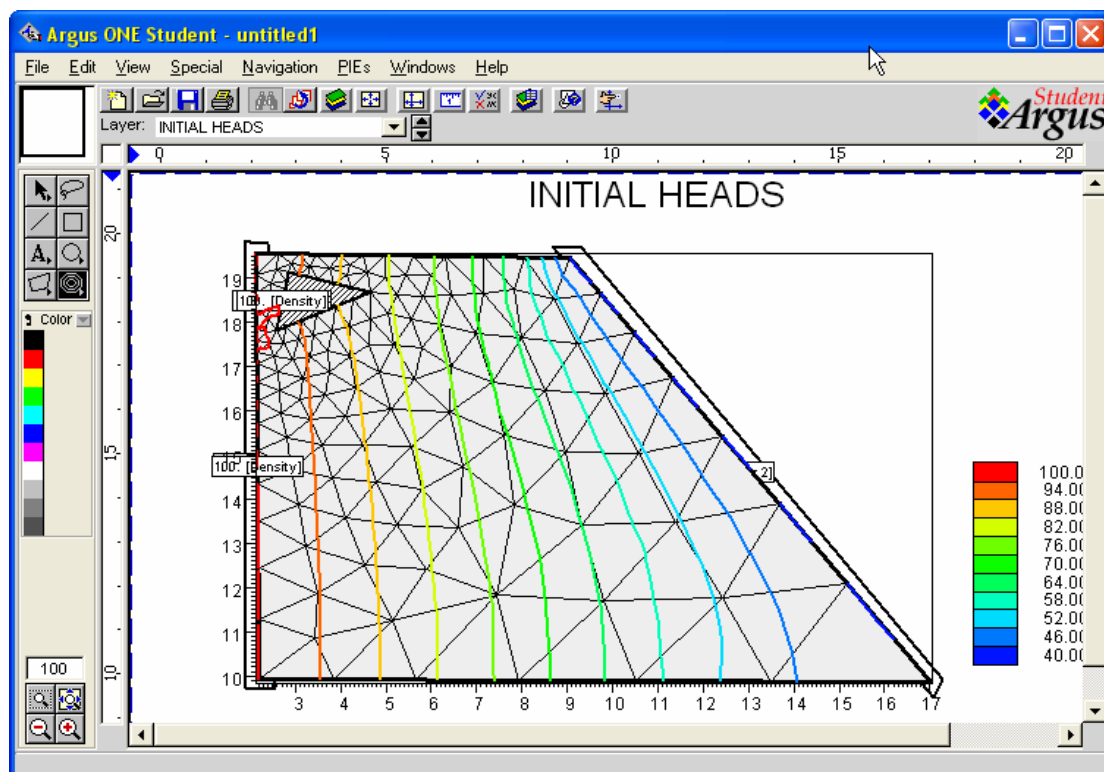 Argus ONE Student - untitled1
File Edit View Special Navigation PIEs Windows Help
Student
Argus
Layer: INITIAL HEADS
0 5 10 15 20
INITIAL HEADS
20
15
10
19
18
17
16
14
13
12
11
10
[Density]
100. [Density]
2]
3 4 5 6 7 8 9 10 11 12 13 14 15 16 17
Color
100
100.0
94.00
88.00
82.00
76.00
70.00
64.00
58.00
52.00
46.00
40.00